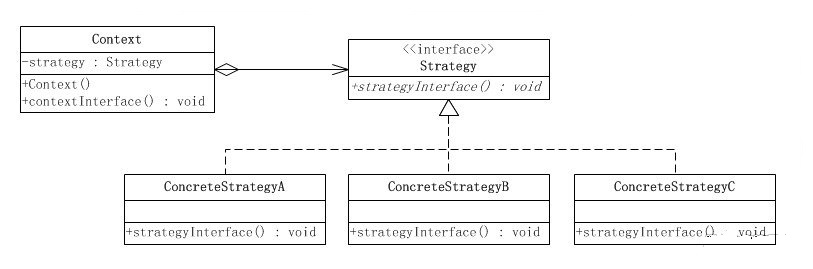 Context
-strategy : Strategy
+Context()
+contextInterface() : void
<<interface>>
Strategy
+strategyInterface() : void
ConcreteStrategyA
+strategyInterface() : void
ConcreteStrategyB
+strategyInterface() : void
ConcreteStrategyC
+strategyInterface() : void